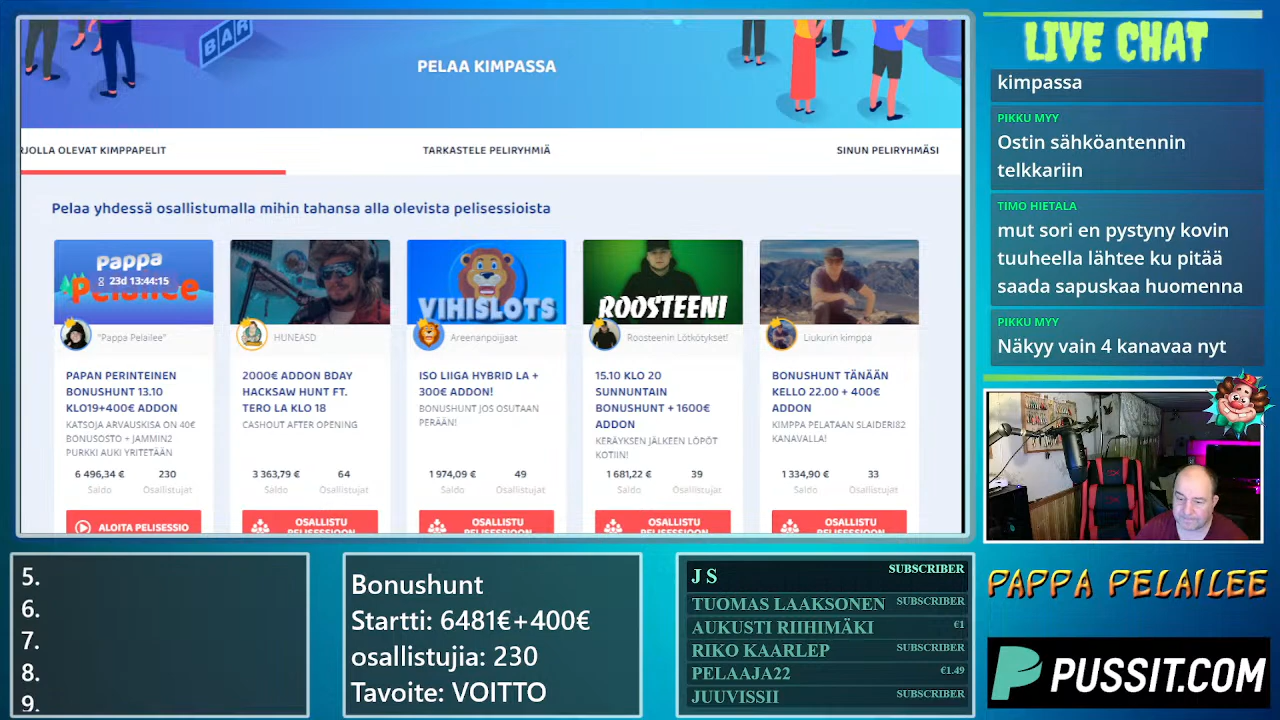 BAR
PELAA KIMPASSA
RJOLLA OLEVAT KIMPPAPELIT
TARKASTELE PELIRYHMIÄ
SINUN PELIRYHMÄSI
Pelaa yhdessä osallistumalla mihin tahansa alla olevista pelisessioista
Pappa
23d 13:44:15
Pelailee
"Pappa Pelailee"
PAPAN PERINTEINEN
BONUSHUNT 13.10
KLO19+400€ ADDON
KATSOJA ARVAUSKISA ON 40€
BONUSOSTO + JAMMIN2
PURKKI AUKI YRITETÄÄN
6 496,34 € 230
Saldo Osallistujat
ALOITA PELISESSIO
HUNEASD
2000€ ADDON BDAY
HACKSAW HUNT FT.
TERO LA KLO 18
CASHOUT AFTER OPENING
3 363,79 € 64
Saldo Osallistujat
OSALLISTU
PELISESSIOON
VIHISLOTS
Areenanpoijjaat
ISO LIIGA HYBRID LA +
300€ ADDON!
BONUSHUNT JOS OSUTAAN
PERÄÄN!
1 974,09 € 49
Saldo Osallistujat
OSALLISTU
PELISESSIOON
ROOSTEENI
Roosteenin Lötkötykset!
15.10 KLO 20
SUNNUNTAIN
BONUSHUNT + 1600€
ADDON
KERÄYKSEN JÄLKEEN LÖPÖT
KOTIIN!
1 681,22 € 39
Saldo Osallistujat
OSALLISTU
PELISESSIOON
Liukurin kimppa
BONUSHUNT TÄNÄÄN
KELLO 22.00 + 400€
ADDON
KIMPPA PELATAAN SLAIDERI82
KANAVALLA!
1 334,90 € 33
Saldo Osallistujat
OSALLISTU
PELISESSIOON
LIVE CHAT
kimpassa
PIKKU MYY
Ostin sähköantennin
telkkariin
TIMO HIETALA
mut sori en pystyny kovin
tuuheella lähtee ku pitää
saada sapuskaa huomenna
PIKKU MYY
Näkyy vain 4 kanavaa nyt
PAPPA PELAILEE
PUSSIT.COM
5.
6.
7.
8.
9.
Bonushunt
Startti: 6481€+400€
osallistujia: 230
Tavoite: VOITTO
J S SUBSCRIBER
TUOMAS LAAKSONEN SUBSCRIBER
AUKUSTI RIIHIMÄKI €1
RIKO KAARLEP SUBSCRIBER
PELAAJA22 €1.49
JUUVISSII SUBSCRIBER